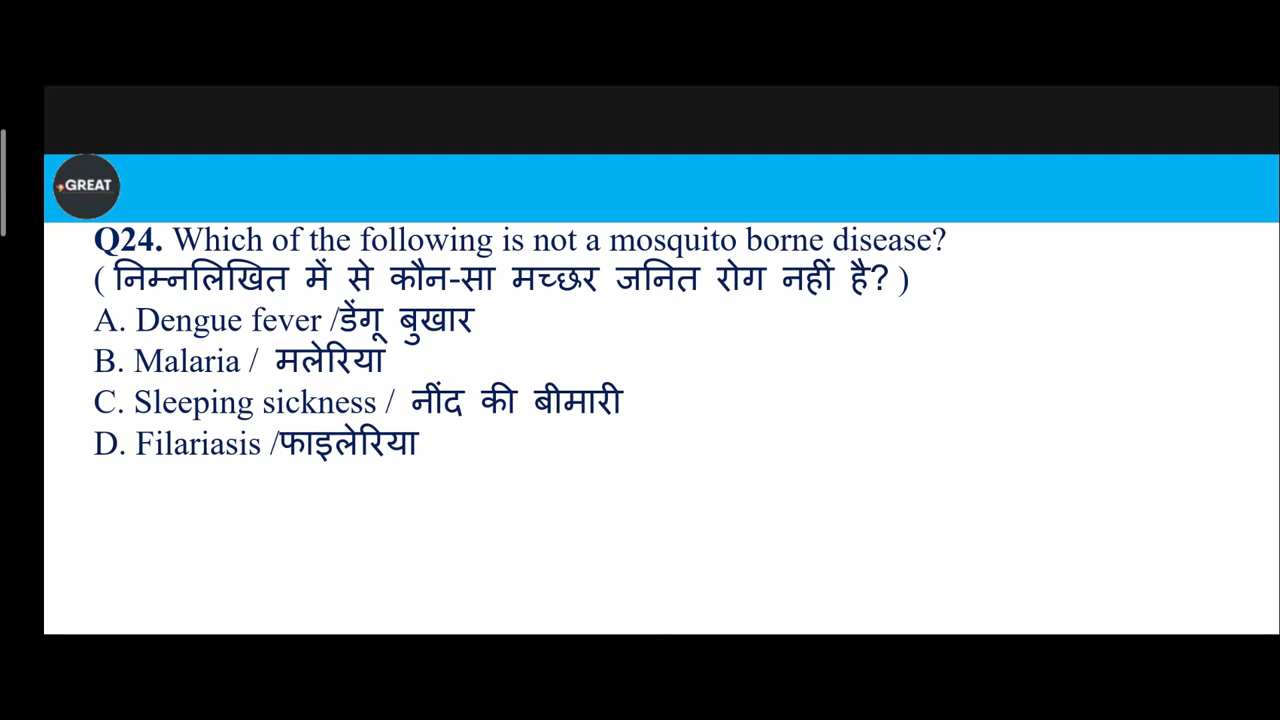 GREAT
Q24. Which of the following is not a mosquito borne disease?
( निम्नलिखित में से कौन-सा मच्छर जनित रोग नहीं है? )
A. Dengue fever /डेंगू बुखार
B. Malaria / मलेरिया
C. Sleeping sickness / नींद की बीमारी
D. Filariasis /फाइलेरिया